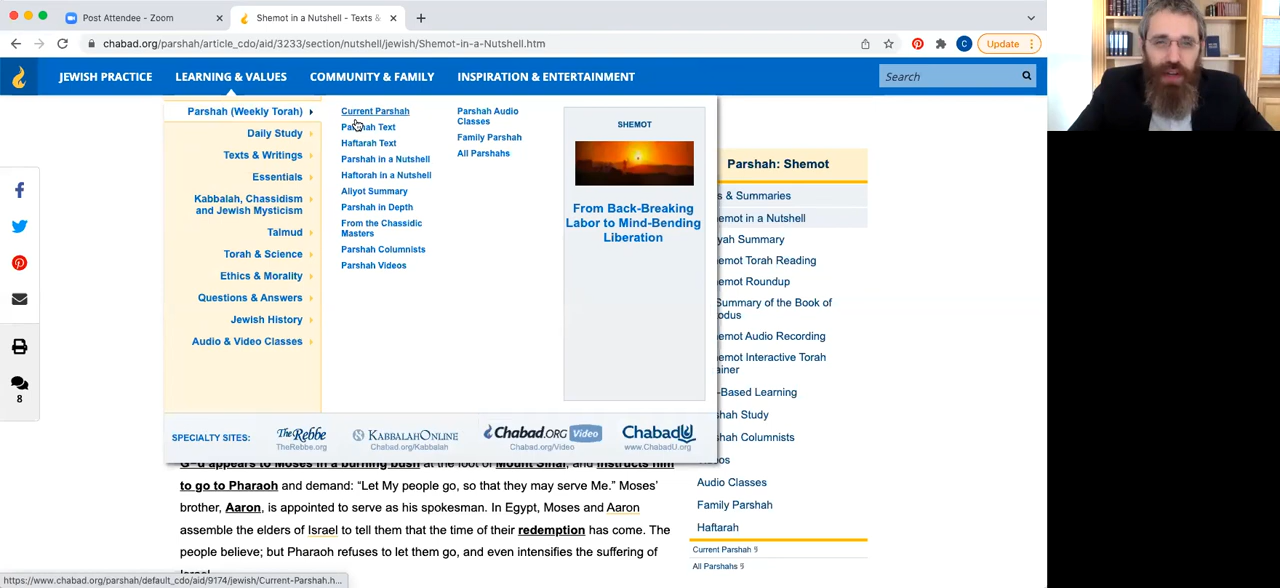 Post Attendee - Zoom
Shemot in a Nutshell - Texts &
chabad.org/parshah/article_cdo/aid/3233/section/nutshell/jewish/Shemot-in-a-Nutshell.htm
Update
JEWISH PRACTICE
LEARNING & VALUES
COMMUNITY & FAMILY
INSPIRATION & ENTERTAINMENT
Search
Parshah (Weekly Torah)
Daily Study
Texts & Writings
Essentials
Kabbalah, Chassidism
and Jewish Mysticism
Talmud
Torah & Science
Ethics & Morality
Questions & Answers
Jewish History
Audio & Video Classes
Current Parshah
Parshah Text
Haftarah Text
Parshah in a Nutshell
Haftorah in a Nutshell
Aliyot Summary
Parshah in Depth
From the Chassidic
Masters
Parshah Columnists
Parshah Videos
Parshah Audio
Classes
Family Parshah
All Parshahs
SHEMOT
From Back-Breaking
Labor to Mind-Bending
Liberation
SPECIALTY SITES:
The Rebbe
TheRebbe.org
KABBALAHONLINE
Chabad.org/Kabbalah
Chabad.ORG Video
Chabad.org/Video
ChabadU
www.ChabadU.org
8
G-d appears to Moses in a burning bush at the foot of Mount Sinai, and instructs him
to go to Pharaoh and demand: “Let My people go, so that they may serve Me.” Moses’
brother, Aaron, is appointed to serve as his spokesman. In Egypt, Moses and Aaron
assemble the elders of Israel to tell them that the time of their redemption has come. The
people believe; but Pharaoh refuses to let them go, and even intensifies the suffering of
Israel.
Parshah: Shemot
s & Summaries
emot in a Nutshell
yah Summary
emot Torah Reading
emot Roundup
Summary of the Book of
odus
emot Audio Recording
emot Interactive Torah
ainer
-Based Learning
shah Study
shah Columnists
eos
Audio Classes
Family Parshah
Haftarah
Current Parshah
All Parshahs
https://www.chabad.org/parshah/default_cdo/aid/9174/jewish/Current-Parshah.h...
C